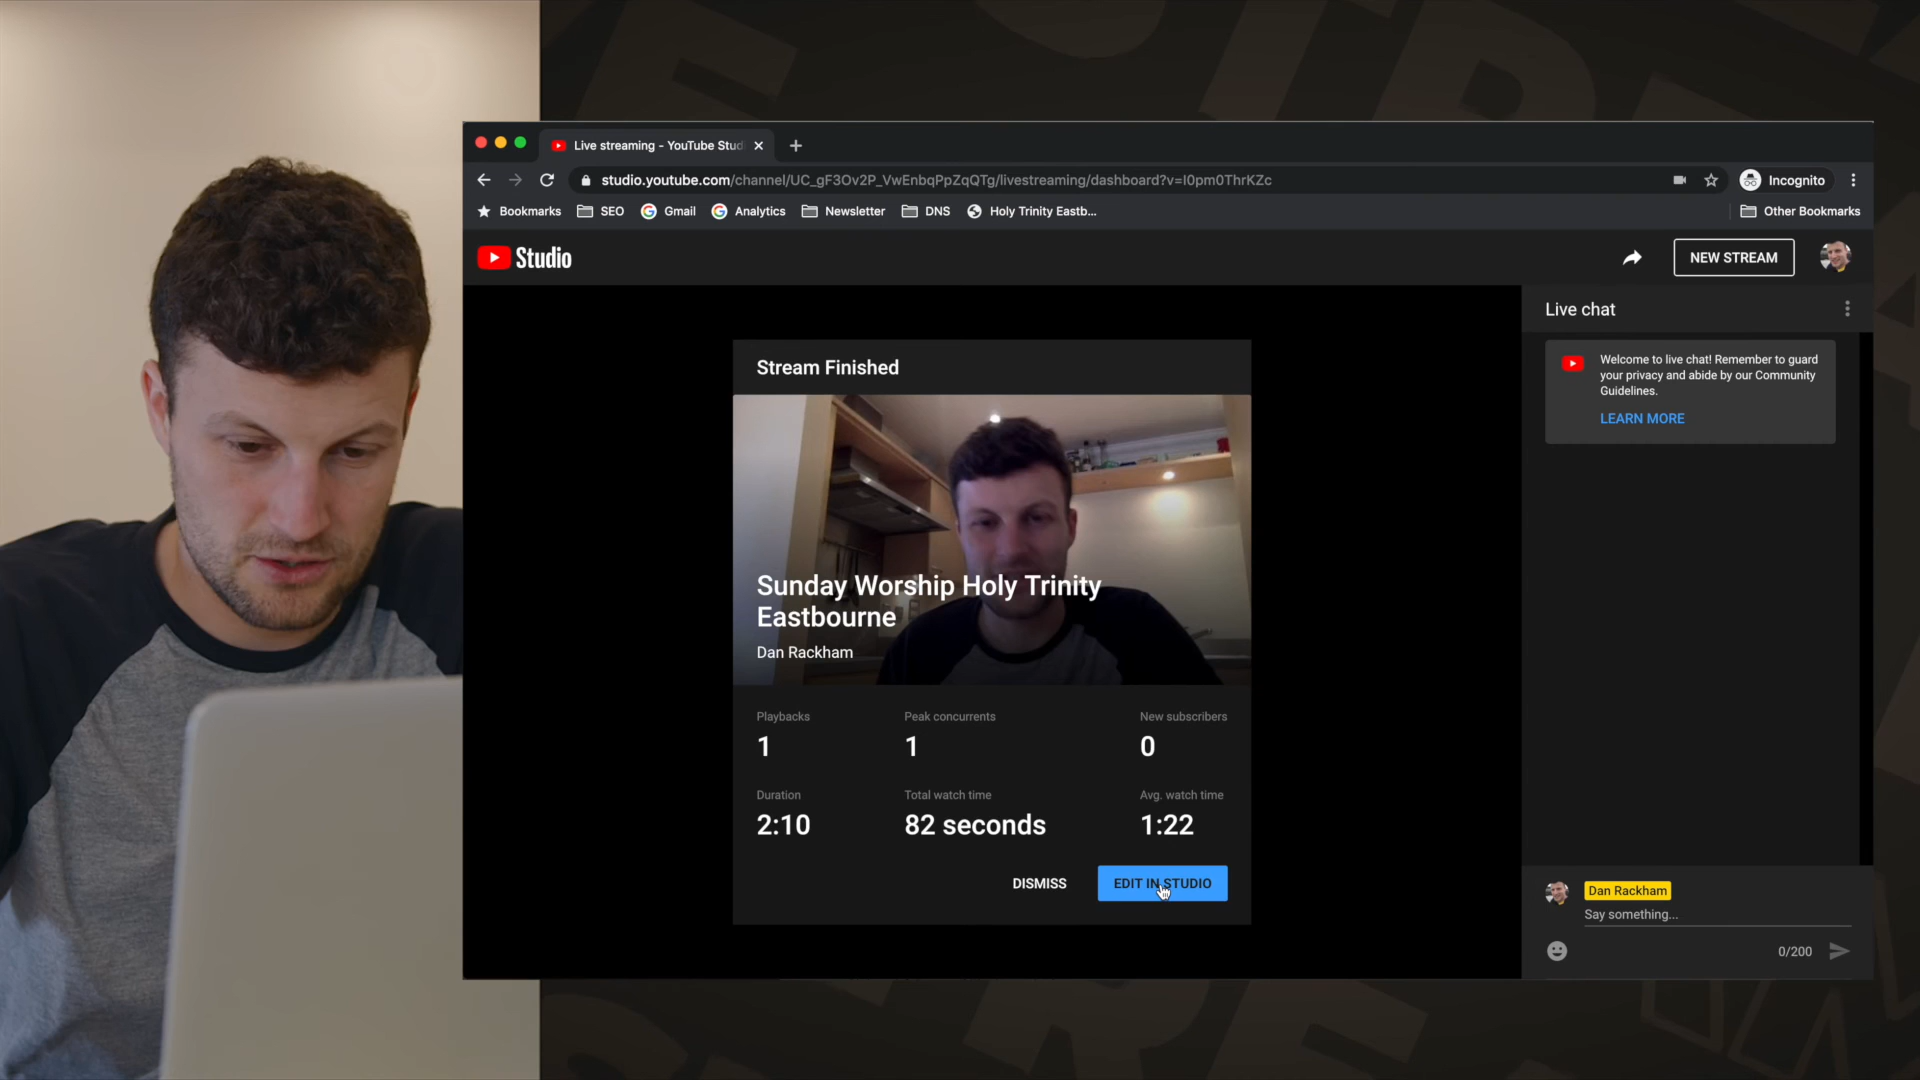 Live streaming - YouTube Stud
studio.youtube.com/channel/UC_gF3Ov2P_VwEnbqPpZqQTg/livestreaming/dashboard?v=I0pm0ThrKZc
Incognito
Bookmarks SEO Gmail Analytics Newsletter DNS Holy Trinity Eastb... Other Bookmarks
Studio
NEW STREAM
Stream Finished
Sunday Worship Holy Trinity
Eastbourne
Dan Rackham
Playbacks Peak concurrents New subscribers
1 1 0
Duration Total watch time Avg. watch time
2:10 82 seconds 1:22
DISMISS EDIT IN STUDIO
Live chat
Welcome to live chat! Remember to guard
your privacy and abide by our Community
Guidelines.
LEARN MORE
Dan Rackham
Say something...
0/200